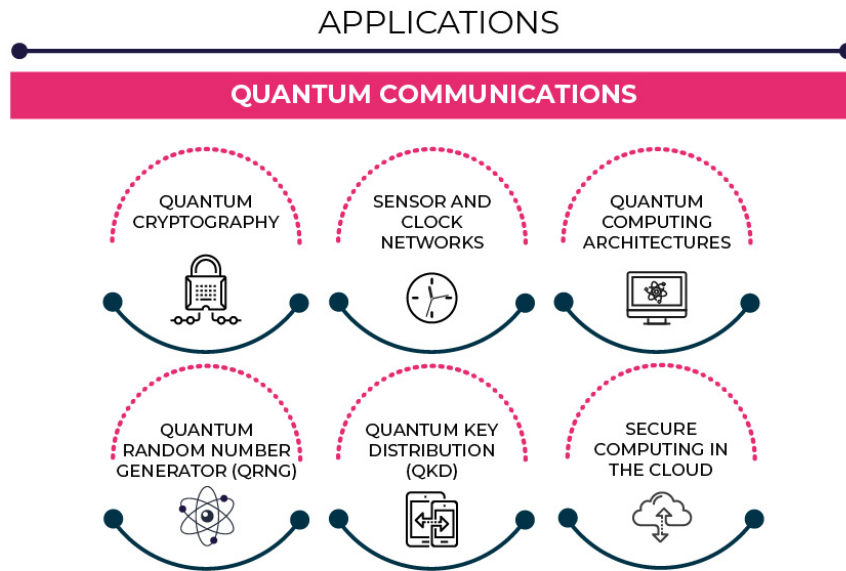 APPLICATIONS
QUANTUM COMMUNICATIONS
QUANTUM
CRYPTOGRAPHY
SENSOR AND
CLOCK
NETWORKS
QUANTUM
COMPUTING
ARCHITECTURES
QUANTUM
RANDOM NUMBER
GENERATOR (QRNG)
QUANTUM KEY
DISTRIBUTION
(QKD)
SECURE
COMPUTING IN
THE CLOUD